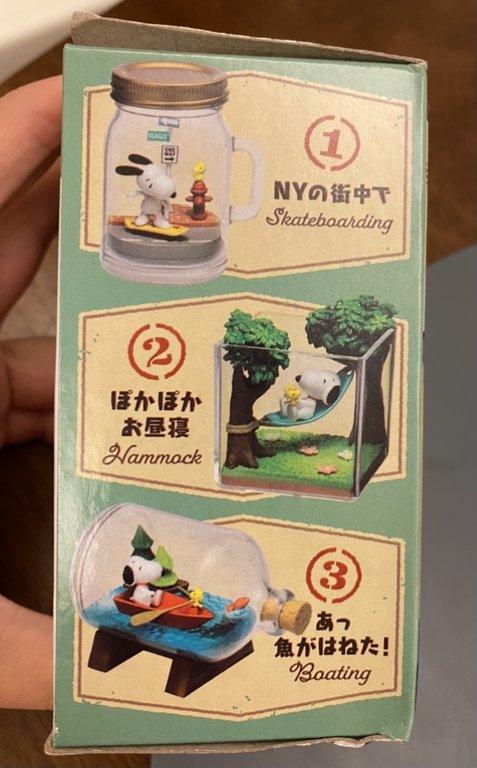 BEAGLE
ONE
WAY
1
NYの街中で
Skateboarding
2
ぽかぽか
お昼寝
Hammock
3
あっ
魚がはねた!
Boating